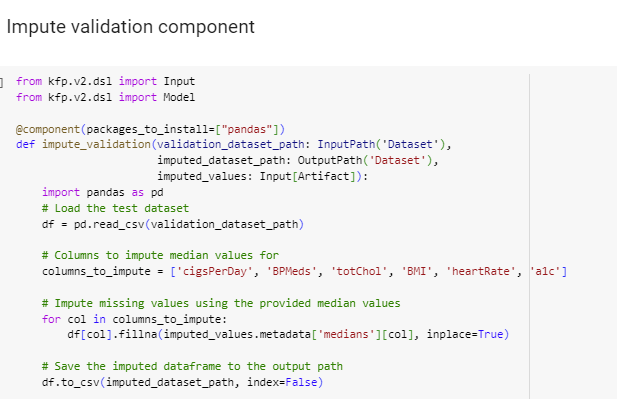 Impute validation component
] from kfp.v2.dsl import Input
from kfp.v2.dsl import Model
@component(packages_to_install=["pandas"])
def impute_validation(validation_dataset_path: InputPath('Dataset'),
imputed_dataset_path: OutputPath('Dataset'),
imputed_values: Input[Artifact]):
import pandas as pd
# Load the test dataset
df = pd.read_csv(validation_dataset_path)
# Columns to impute median values for
columns_to_impute = ['cigsPerDay', 'BPMeds', 'totChol', 'BMI', 'heartRate', 'a1c']
# Impute missing values using the provided median values
for col in columns_to_impute:
df[col].fillna(imputed_values.metadata['medians'][col], inplace=True)
# Save the imputed dataframe to the output path
df.to_csv(imputed_dataset_path, index=False)